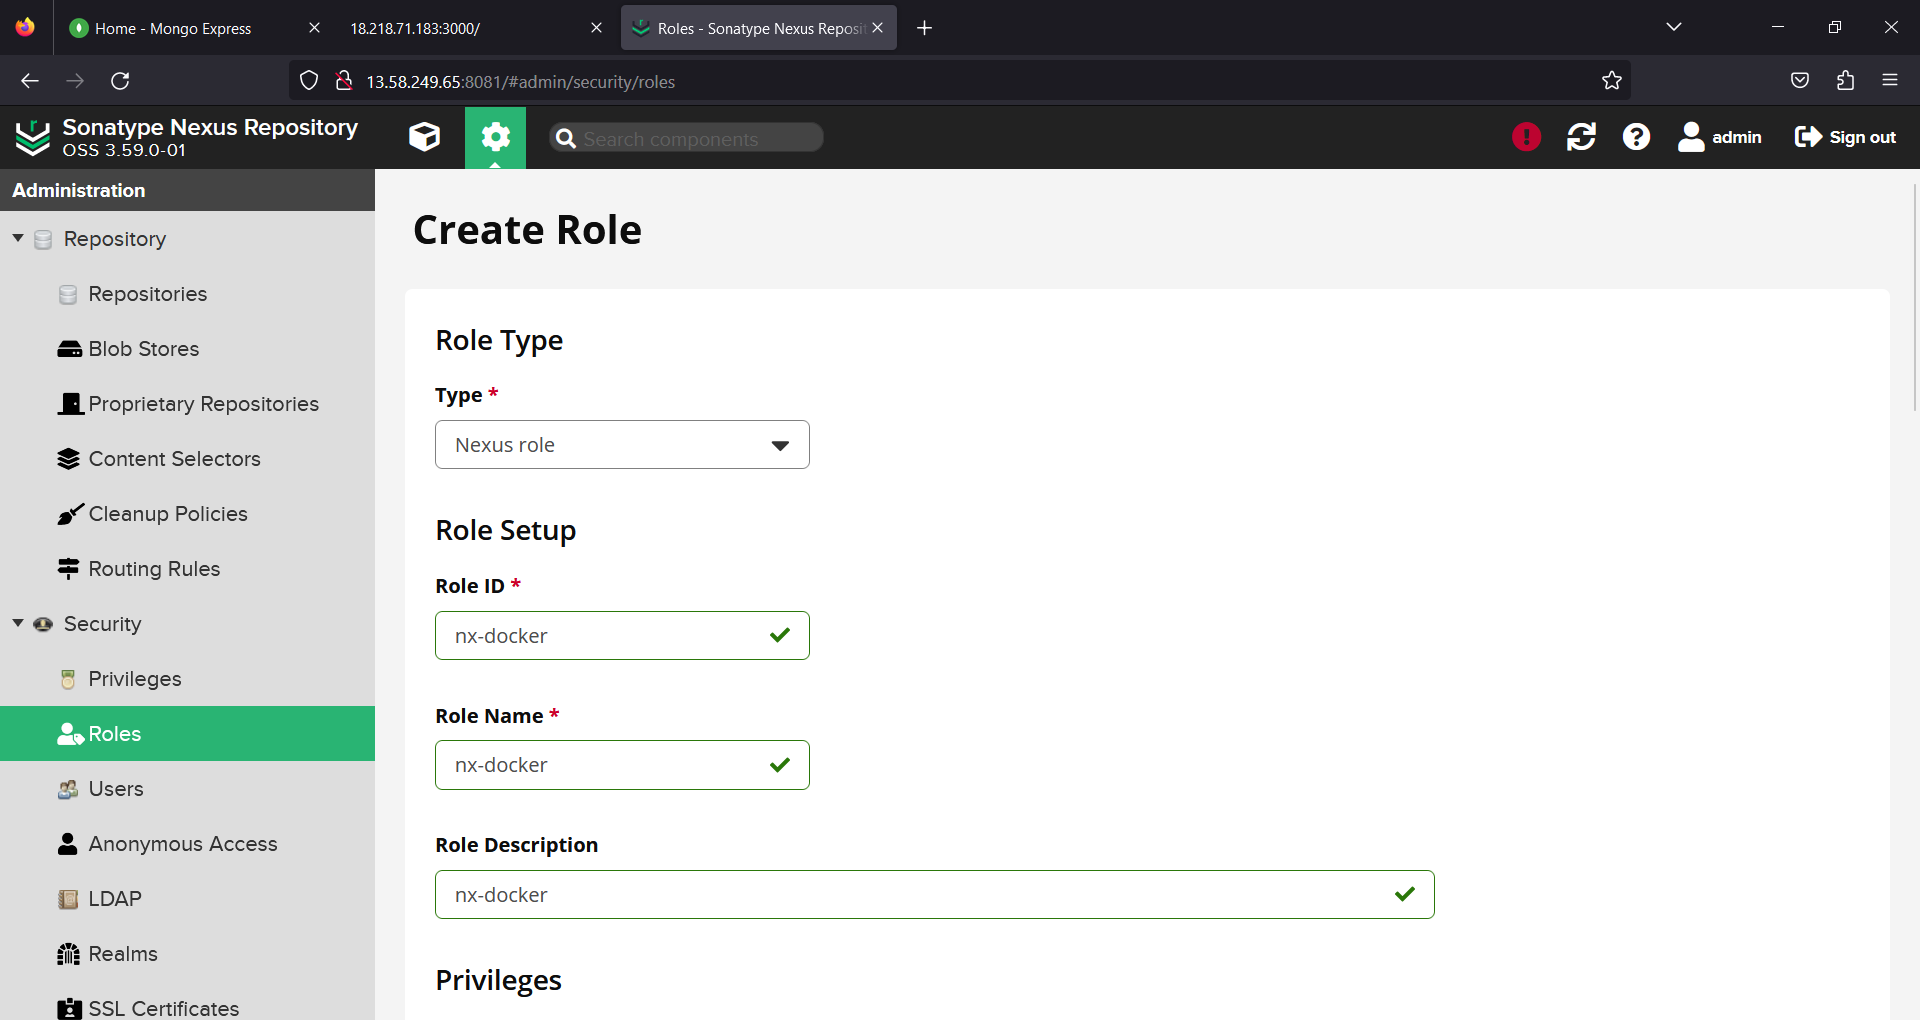 Home - Mongo Express
18.218.71.183:3000/
Roles - Sonatype Nexus Reposit
13.58.249.65:8081/#admin/security/roles
Sonatype Nexus Repository
OSS 3.59.0-01
Search components
admin
Sign out
Administration
Repository
Repositories
Blob Stores
Proprietary Repositories
Content Selectors
Cleanup Policies
Routing Rules
Security
Privileges
Roles
Users
Anonymous Access
LDAP
Realms
SSL Certificates
Create Role
Role Type
Type *
Nexus role
Role Setup
Role ID *
nx-docker
Role Name *
nx-docker
Role Description
nx-docker
Privileges